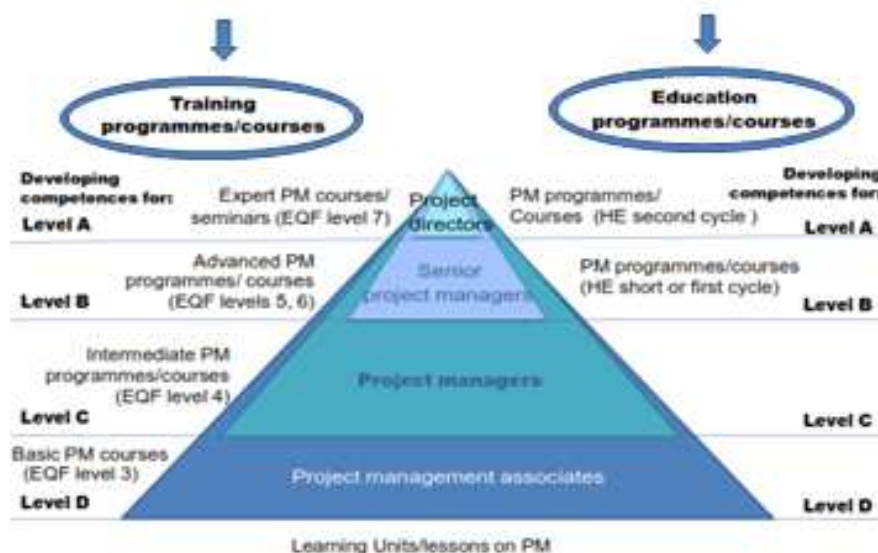 Training
programmes/courses
Education
programmes/courses
Developing
competences for:
Level A
Expert PM courses/
seminars (EQF level 7)
Project
directors
PM programmes/
Courses (HE second cycle )
Developing
competences for:
Level A
Advanced PM
programmes/ courses
(EQF levels 5, 6)
Level B
Senior
project managers
PM programmes/courses
(HE short or first cycle)
Level B
Intermediate PM
programmes/courses
(EQF level 4)
Level C
Project managers
Level C
Basic PM courses
(EQF level 3)
Level D
Project management associates
Level D
Learning Units/lessons on PM